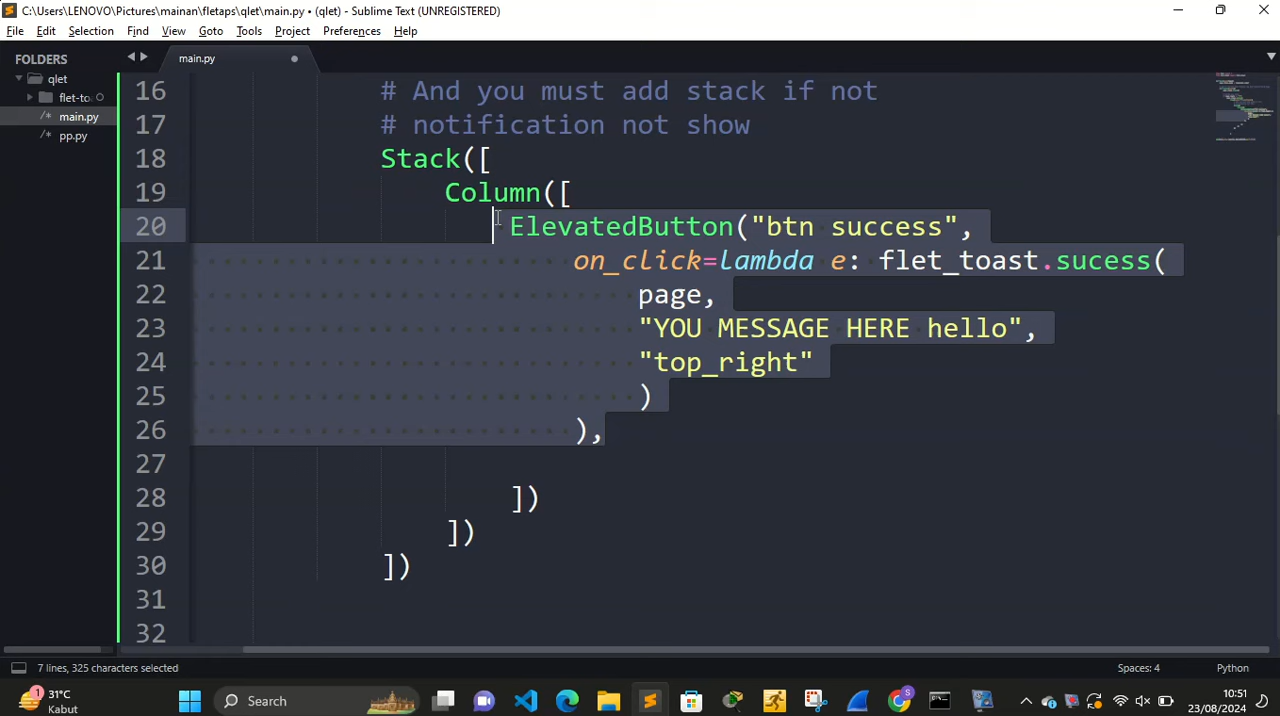 C:\Users\LENOVO\Pictures\mainan\fletaps\qlet\main.py • (qlet) - Sublime Text (UNREGISTERED)
File Edit Selection Find View Goto Tools Project Preferences Help
FOLDERS
qlet
flet-to
main.py
pp.py
main.py
16 # And you must add stack if not
17 # notification not show
18 Stack([
19 Column([
20 ElevatedButton("btn success",
21 on_click=lambda e: flet_toast.sucess(
22 page,
23 "YOU MESSAGE HERE hello",
24 "top_right"
25 )
26 ),
27
28 ])
29 ])
30 ])
31
32
7 lines, 325 characters selected
Spaces: 4
Python
1
31°C
Kabut
Search
S
10:51
23/08/2024